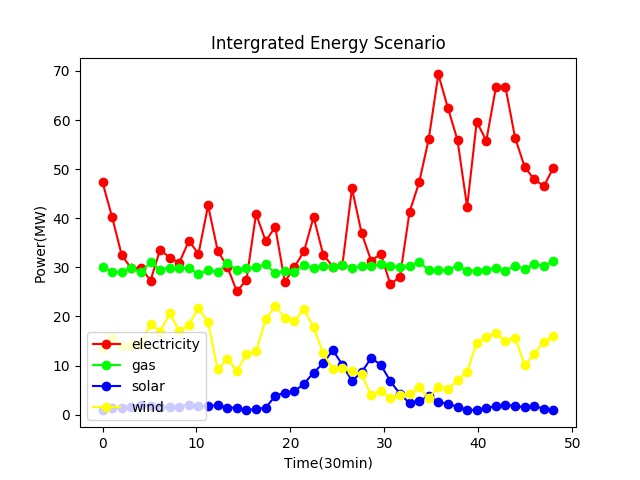 Intergrated Energy Scenario
Power(MW)
70
60
50
40
30
20
10
0
electricity
gas
solar
wind
0 10 20 30 40 50
Time(30min)